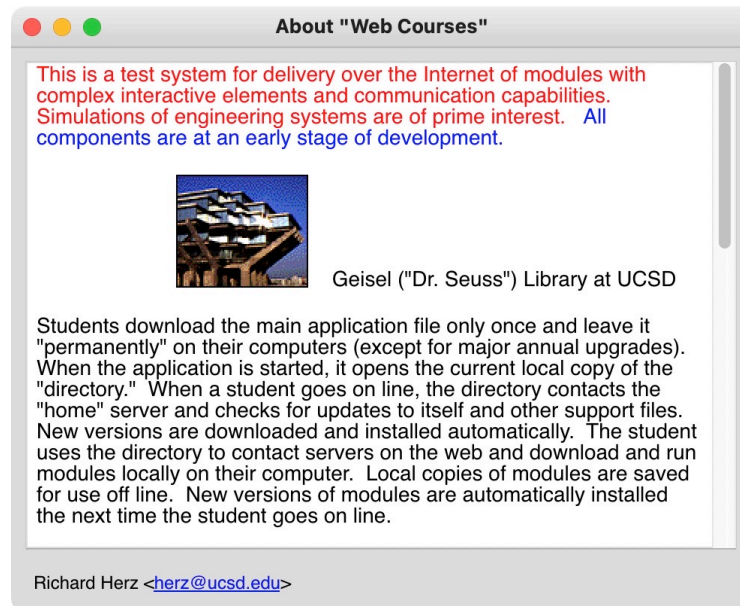 About "Web Courses"
This is a test system for delivery over the Internet of modules with
complex interactive elements and communication capabilities.
Simulations of engineering systems are of prime interest.   All
components are at an early stage of development.
Geisel ("Dr. Seuss") Library at UCSD
Students download the main application file only once and leave it
"permanently" on their computers (except for major annual upgrades).
When the application is started, it opens the current local copy of the
"directory."  When a student goes on line, the directory contacts the
"home" server and checks for updates to itself and other support files.
New versions are downloaded and installed automatically.  The student
uses the directory to contact servers on the web and download and run
modules locally on their computer.  Local copies of modules are saved
for use off line.  New versions of modules are automatically installed
the next time the student goes on line.
Richard Herz <herz@ucsd.edu>